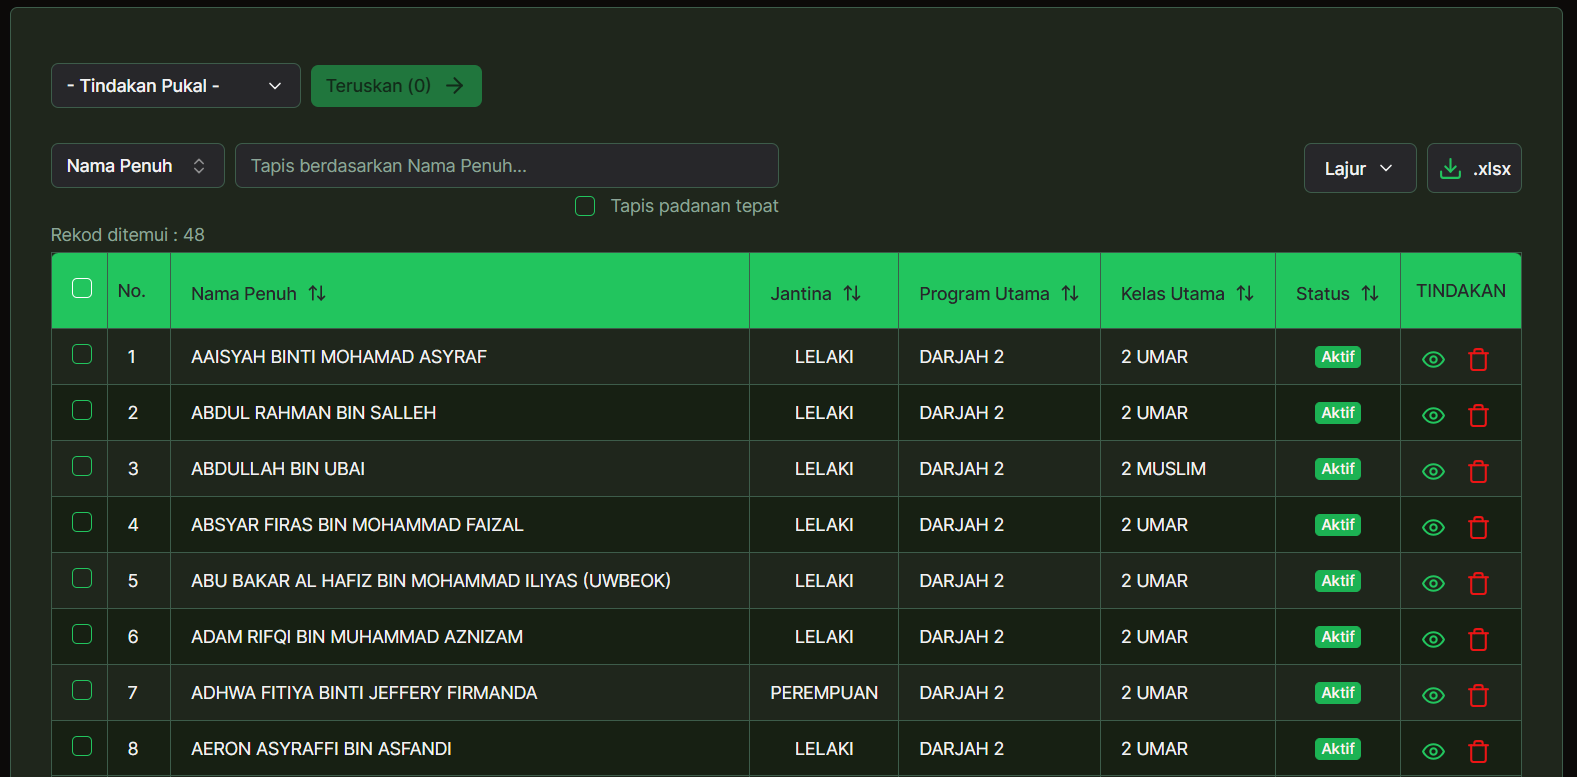 - Tindakan Pukal -
Teruskan (0)
Nama Penuh
Tapis berdasarkan Nama Penuh...
Lajur
.xlsx
Tapis padanan tepat
Rekod ditemui : 48
No. Nama Penuh Jantina Program Utama Kelas Utama Status TINDAKAN
1 AAISYAH BINTI MOHAMAD ASYRAF LELAKI DARJAH 2 2 UMAR Aktif
2 ABDUL RAHMAN BIN SALLEH LELAKI DARJAH 2 2 UMAR Aktif
3 ABDULLAH BIN UBAI LELAKI DARJAH 2 2 MUSLIM Aktif
4 ABSYAR FIRAS BIN MOHAMMAD FAIZAL LELAKI DARJAH 2 2 UMAR Aktif
5 ABU BAKAR AL HAFIZ BIN MOHAMMAD ILIYAS (UWBEOK) LELAKI DARJAH 2 2 UMAR Aktif
6 ADAM RIFQI BIN MUHAMMAD AZNIZAM LELAKI DARJAH 2 2 UMAR Aktif
7 ADHWA FITIYA BINTI JEFFERY FIRMANDA PEREMPUAN DARJAH 2 2 UMAR Aktif
8 AERON ASYRAFFI BIN ASFANDI LELAKI DARJAH 2 2 UMAR Aktif